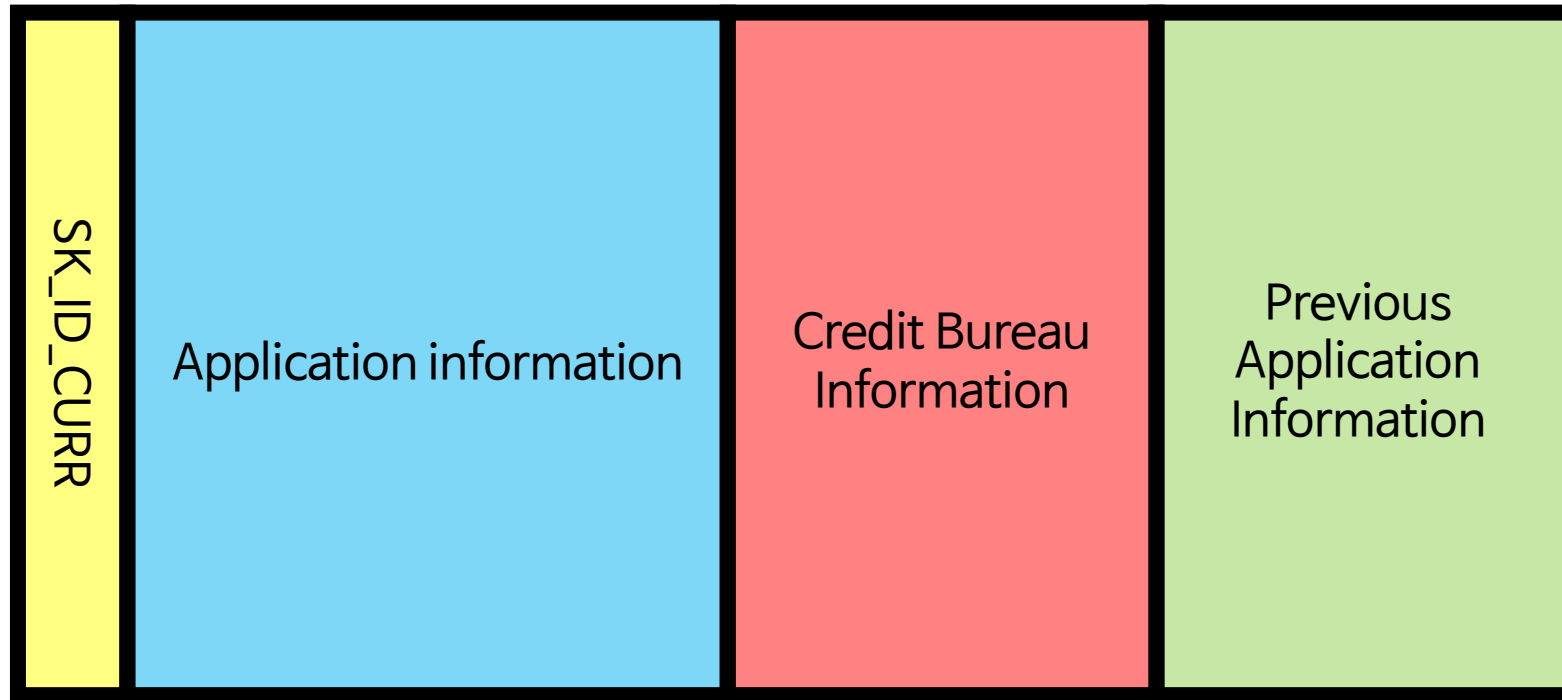 SK_ID_CURR
Application information
Credit Bureau
Information
Previous
Application
Information